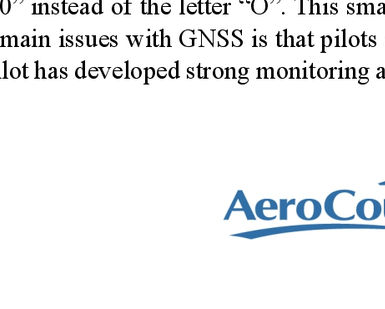 0” instead of the letter “O”. This sma
main issues with GNSS is that pilots
lot has developed strong monitoring a
AeroCou